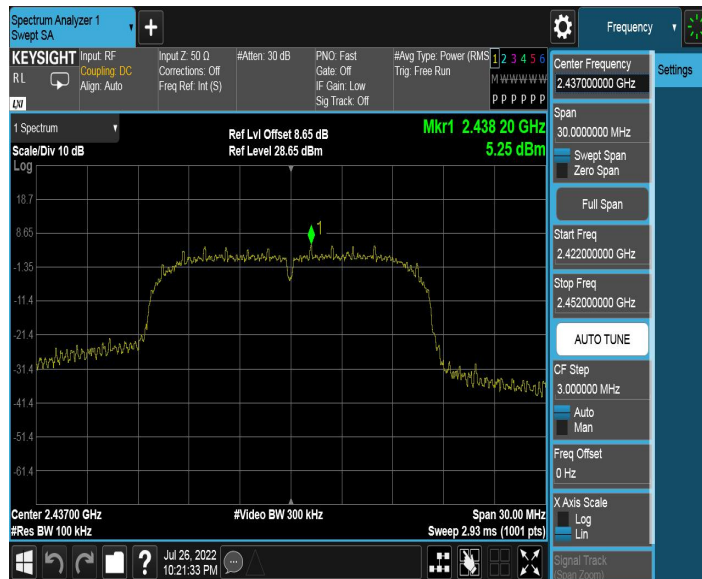 Spectrum Analyzer 1
Swept SA
+
Frequency
KEYSIGHT
RL
LXI
Input: RF
Coupling: DC
Align: Auto
Input Z: 50 Ω
Corrections: Off
Freq Ref: Int (S)
#Atten: 30 dB
PNO: Fast
Gate: Off
IF Gain: Low
Sig Track: Off
#Avg Type: Power (RMS
Trig: Free Run
1 2 3 4 5 6
M W W W W W
P P P P P P
1 Spectrum
Scale/Div 10 dB
Log
Ref Lvl Offset 8.65 dB
Ref Level 28.65 dBm
Mkr1 2.438 20 GHz
5.25 dBm
1
18.7
8.65
-1.35
-11.4
-21.4
-31.4
-41.4
-51.4
-61.4
Center 2.43700 GHz
#Res BW 100 kHz
#Video BW 300 kHz
Span 30.00 MHz
Sweep 2.93 ms (1001 pts)
?
Jul 26, 2022
10:21:33 PM
Center Frequency
2.437000000 GHz
Span
30.0000000 MHz
Swept Span
Zero Span
Full Span
Start Freq
2.422000000 GHz
Stop Freq
2.452000000 GHz
AUTO TUNE
CF Step
3.000000 MHz
Auto
Man
Freq Offset
0 Hz
X Axis Scale
Log
Lin
Signal Track
(Span Zoom)
Settings